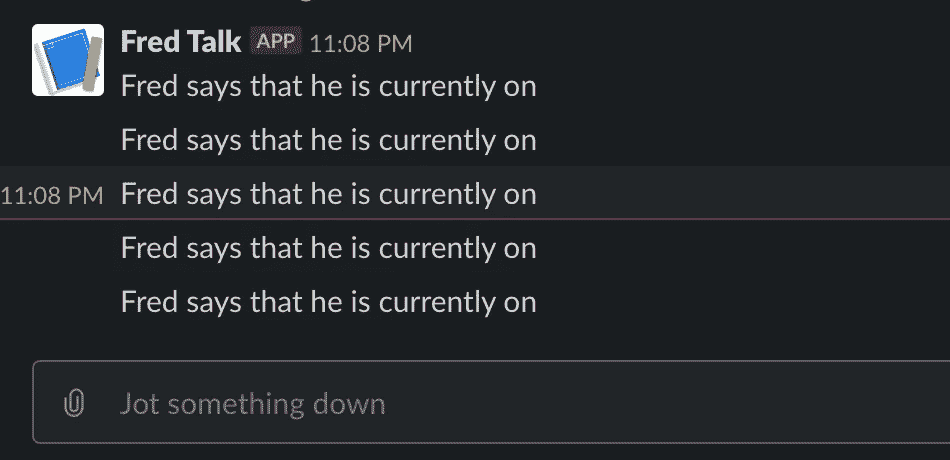 Fred Talk APP 11:08 PM
Fred says that he is currently on
Fred says that he is currently on
11:08 PM Fred says that he is currently on
Fred says that he is currently on
Fred says that he is currently on
Jot something down